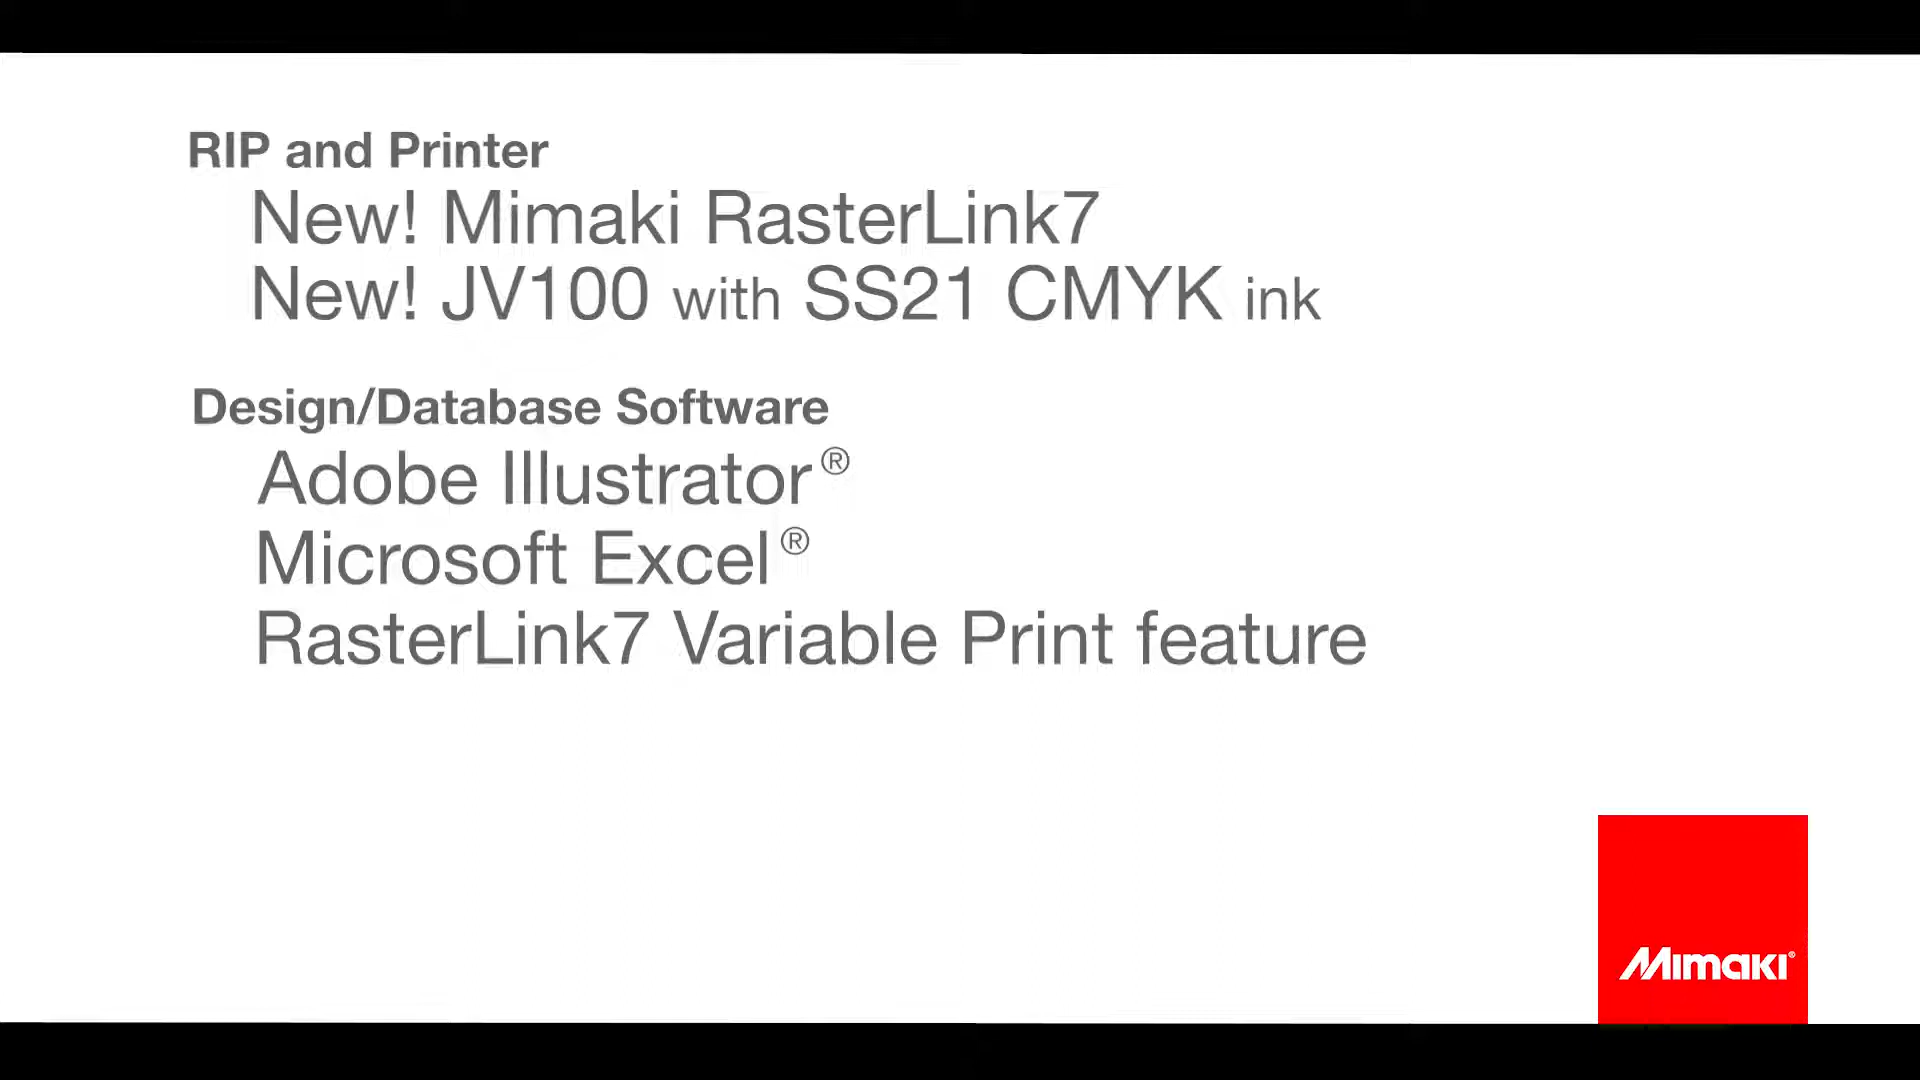 RIP and Printer
New! Mimaki RasterLink7
New! JV100 with SS21 CMYK ink
Design/Database Software
Adobe Illustrator®
Microsoft Excel®
RasterLink7 Variable Print feature
Mimaki®